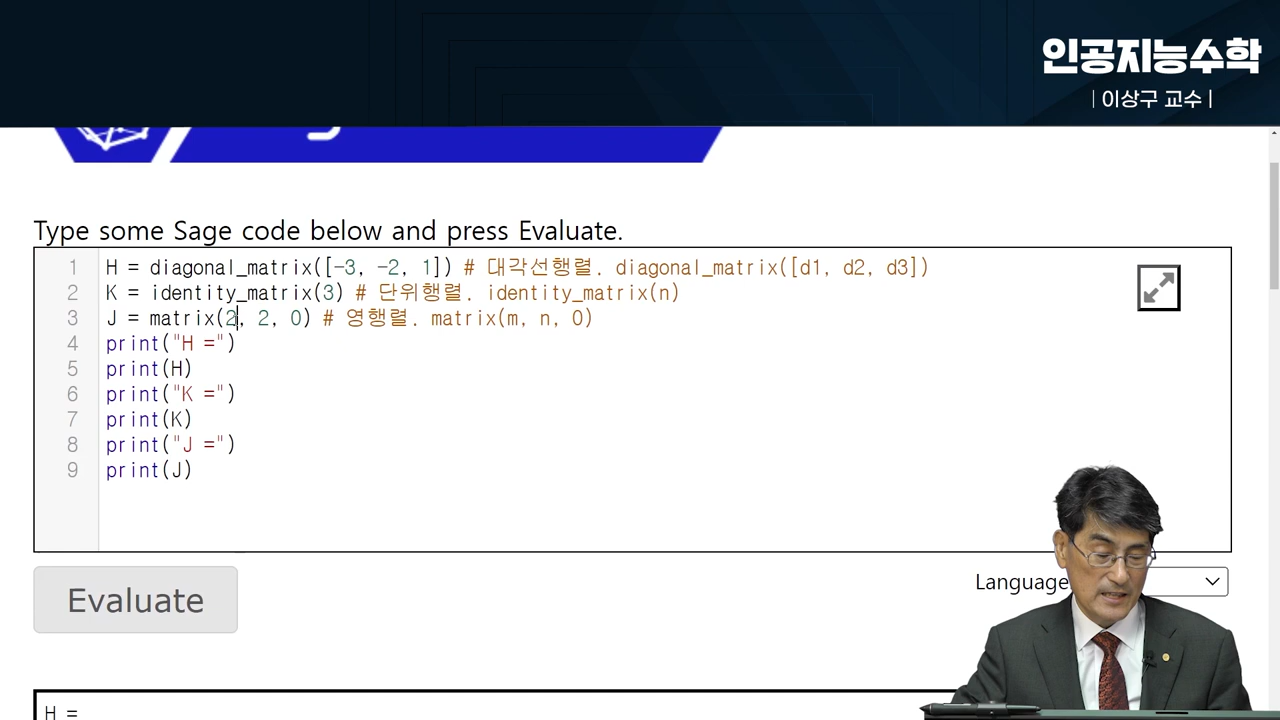 인공지능수학
| 이상구 교수 |
Type some Sage code below and press Evaluate.
1 H = diagonal_matrix([-3, -2, 1]) # 대각선행렬. diagonal_matrix([d1, d2, d3])
2 K = identity_matrix(3) # 단위행렬. identity_matrix(n)
3 J = matrix(2, 2, 0) # 영행렬. matrix(m, n, 0)
4 print("H =")
5 print(H)
6 print("K =")
7 print(K)
8 print("J =")
9 print(J)
Evaluate
Language
H =